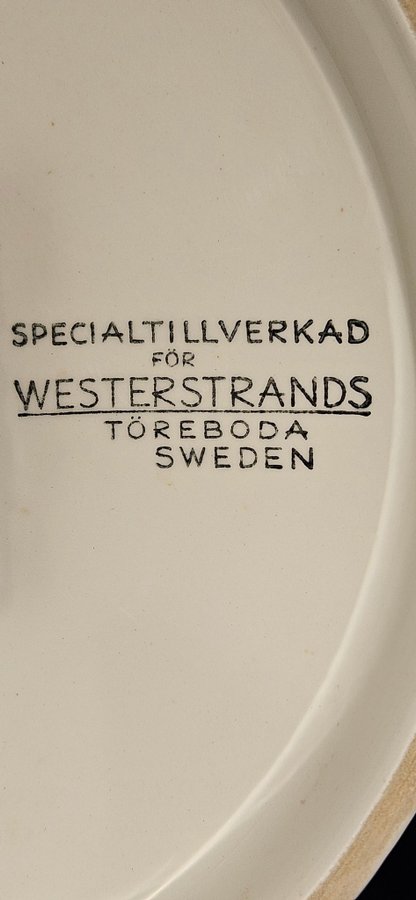 SPECIALTILLVERKAD
FÖR
WESTERSTRANDS
TÖREBODA
SWEDEN